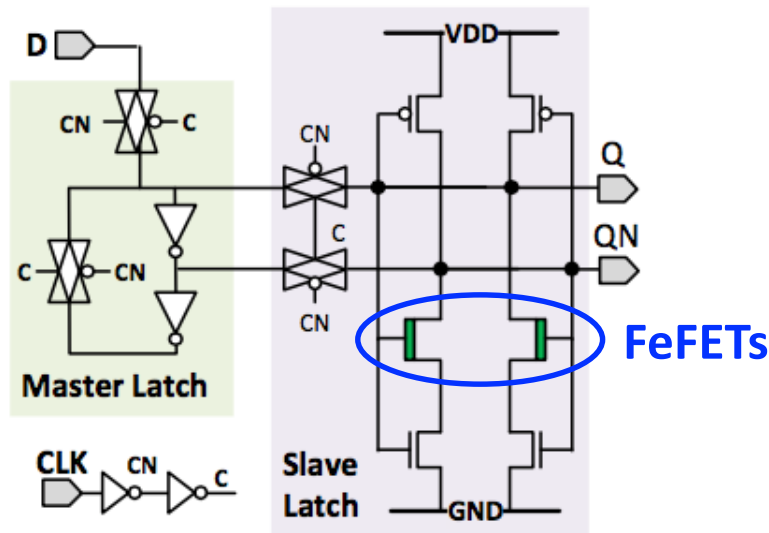 D
VDD
CN
C
CN
Q
C
QN
C
CN
CN
FeFETs
Master Latch
CLK
CN
C
Slave
Latch
GND